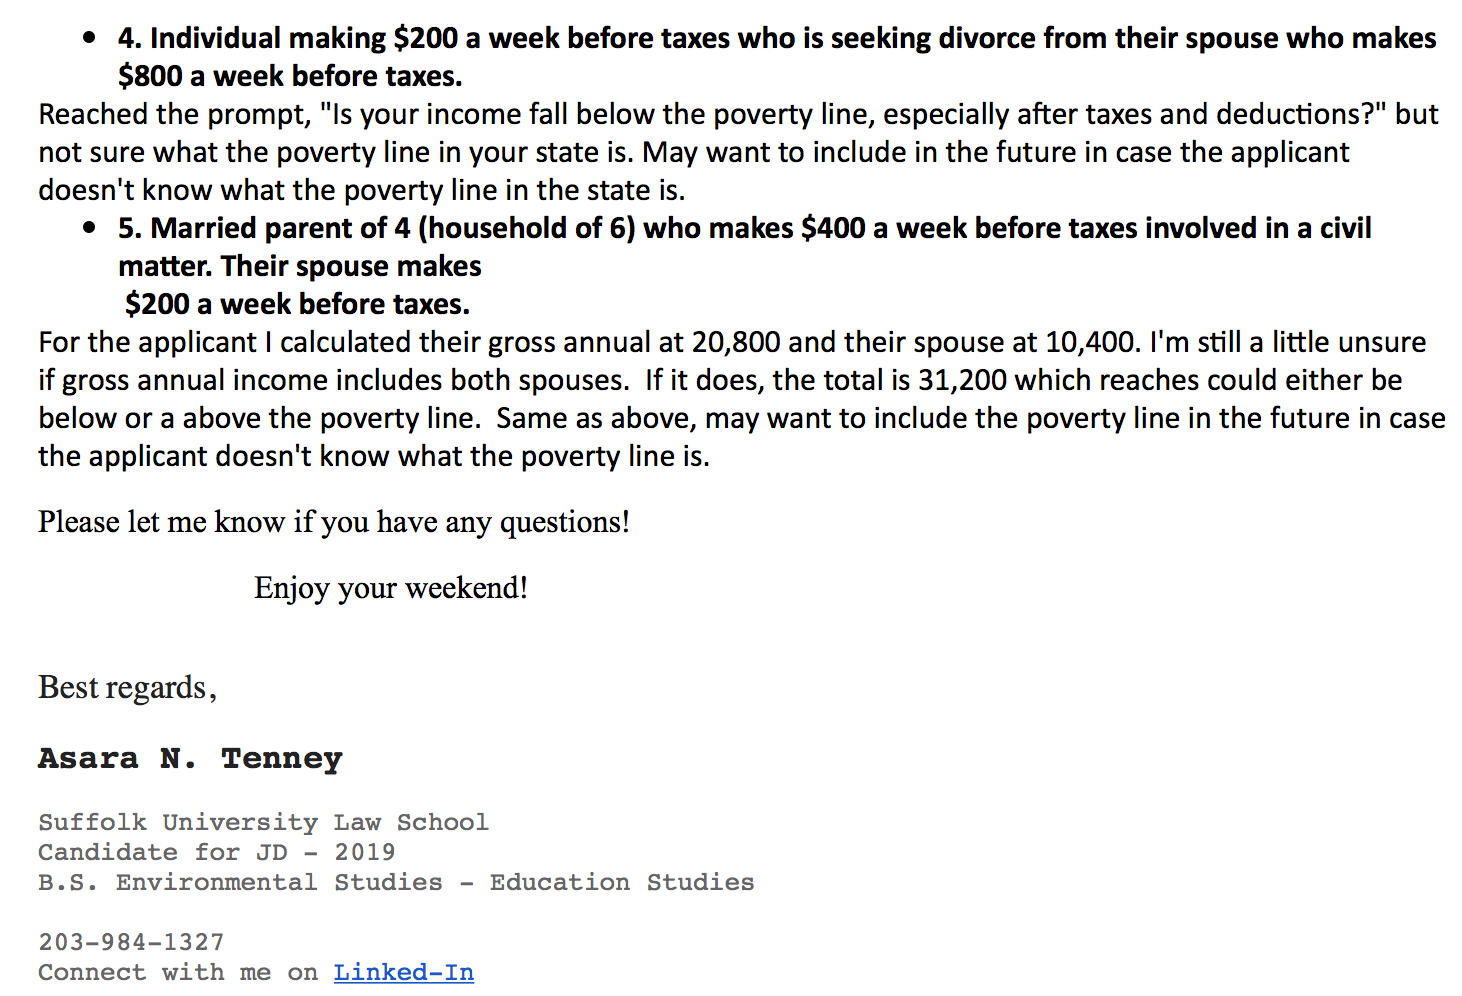 • 4. Individual making $200 a week before taxes who is seeking divorce from their spouse who makes
$800 a week before taxes.
Reached the prompt, "Is your income fall below the poverty line, especially after taxes and deductions?" but
not sure what the poverty line in your state is. May want to include in the future in case the applicant
doesn't know what the poverty line in the state is.
• 5. Married parent of 4 (household of 6) who makes $400 a week before taxes involved in a civil
matter. Their spouse makes
$200 a week before taxes.
For the applicant I calculated their gross annual at 20,800 and their spouse at 10,400. I'm still a little unsure
if gross annual income includes both spouses.  If it does, the total is 31,200 which reaches could either be
below or a above the poverty line.  Same as above, may want to include the poverty line in the future in case
the applicant doesn't know what the poverty line is.
Please let me know if you have any questions!
Enjoy your weekend!
Best regards,
Asara N. Tenney
Suffolk University Law School
Candidate for JD – 2019
B.S. Environmental Studies – Education Studies
203–984–1327
Connect with me on Linked–In